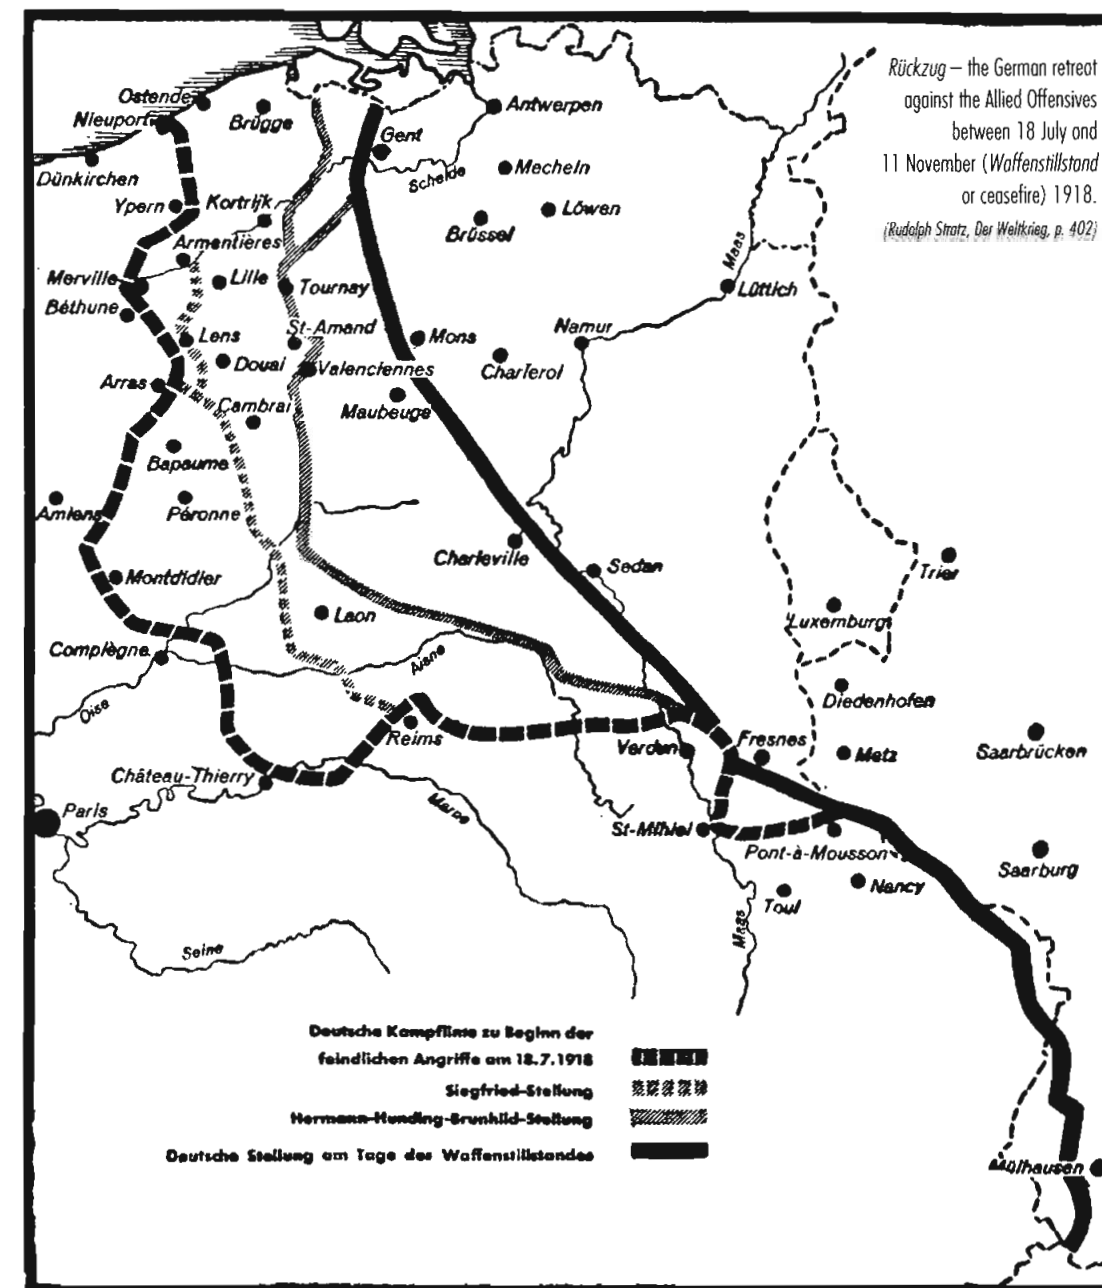 Rückzug – the German retreat
against the Allied Offensives
between 18 July and
11 November (Waffenstillstand
or ceasefire) 1918.
(Rudolph Stratz, Der Weltkrieg, p. 402)
Ostende
Nieuport
Brügge
Antwerpen
Gent
Dünkirchen
Schelde
Mecheln
Ypern
Kortrijk
Löwen
Brüssel
Armentières
Maas
Merville
Lille
Tournay
Lüttich
Béthune
St-Amand
Namur
Lens
Mons
Douai
Valenciennes
Charlerol
Arras
Cambrai
Maubeuge
Bapaume
Amiens
Péronne
Charleville
Sedan
Trier
Montdidier
Laon
Luxemburg
Compiègne
Aisne
Oise
Diedenhofen
Reims
Verdun
Fresnes
Metz
Saarbrücken
Château-Thierry
Marne
Paris
St-Mihiel
Pont-à-Mousson
Saarburg
Nancy
Toul
Maas
Seine
Deutsche Kampflinie zu Beginn der
feindlichen Angriffe am 18.7.1918
Siegfried-Stellung
Hermann-Hunding-Brunhild-Stellung
Deutsche Stellung am Tage des Waffenstillstandes
Mülhausen